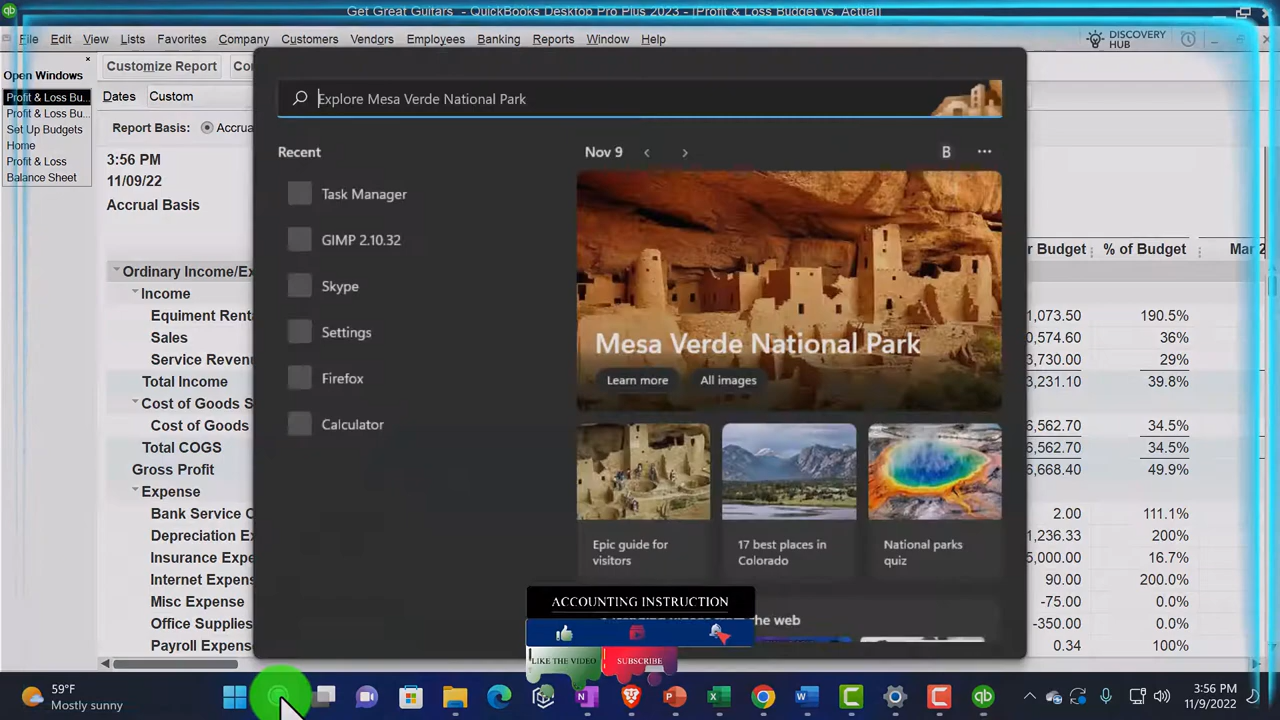 Get Great Guitars - QuickBooks Desktop Pro Plus 2023 - [Profit & Loss Budget vs. Actual]
File Edit View Lists Favorites Company Customers Vendors Employees Banking Reports Window Help
DISCOVERY
HUB
Open Windows
Profit & Loss Bu...
Profit & Loss Bu...
Set Up Budgets
Home
Profit & Loss
Balance Sheet
Customize Report
Dates Custom
Report Basis: Accrua
3:56 PM
11/09/22
Accrual Basis
Explore Mesa Verde National Park
Recent
Task Manager
GIMP 2.10.32
Skype
Settings
Firefox
Calculator
Nov 9 B
Mesa Verde National Park
Learn more All images
Epic guide for
visitors
17 best places in
Colorado
National parks
quiz
the web
r Budget % of Budget Mar 2
Ordinary Income/Ex
Income
Equiment Renta 1,073.50 190.5%
Sales 0,574.60 36%
Service Revenu 3,730.00 29%
Total Income 3,231.10 39.8%
Cost of Goods S
Cost of Goods 6,562.70 34.5%
Total COGS 6,562.70 34.5%
Gross Profit 6,668.40 49.9%
Expense
Bank Service C 2.00 111.1%
Depreciation Ex 1,236.33 200%
Insurance Expe 5,000.00 16.7%
Internet Expens 90.00 200.0%
Misc Expense -75.00 0.0%
Office Supplies -350.00 0.0%
Payroll Expens 0.34 100%
ACCOUNTING INSTRUCTION
LIKE THE VIDEO SUBSCRIBE
59°F
Mostly sunny
3:56 PM
11/9/2022